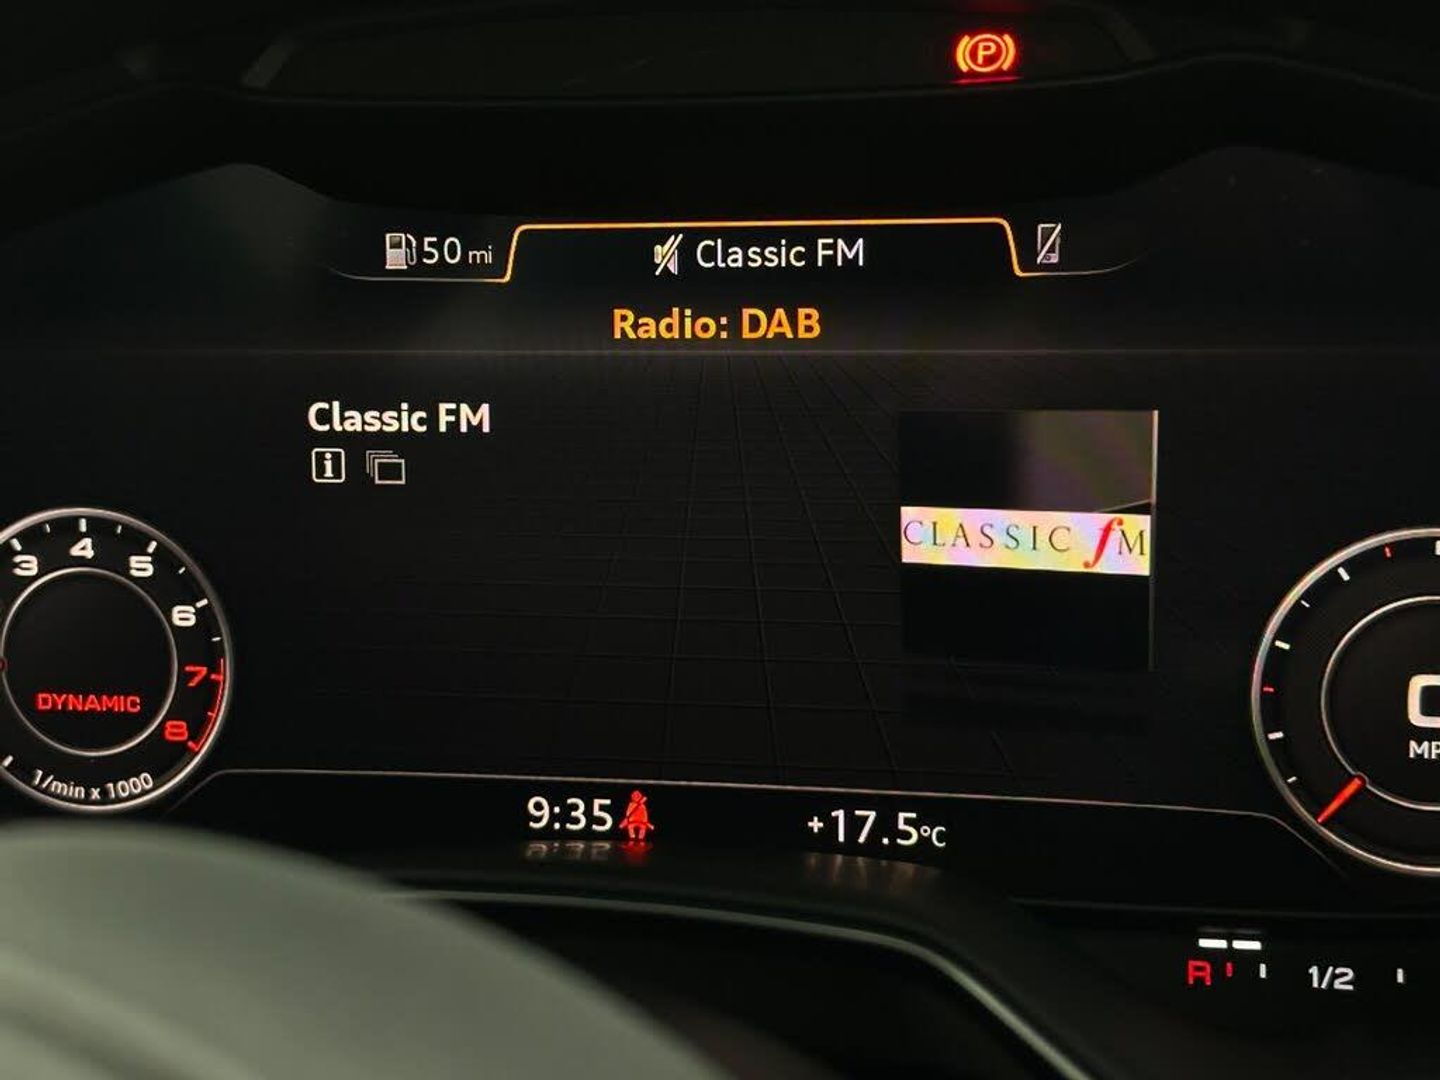 P
50 mi
Classic FM
Radio: DAB
Classic FM
i
CLASSIC fM
3
4
5
6
7
8
DYNAMIC
1/min x 1000
9:35
+17.5°C
R
1/2